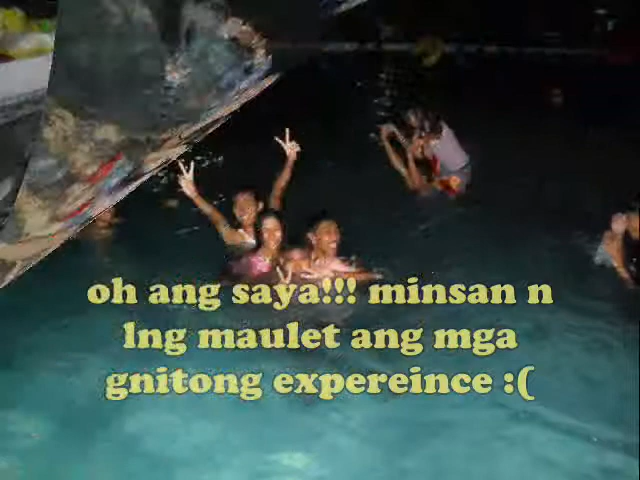 oh ang saya!!! minsan n
lng maulet ang mga
gnitong expereince :(